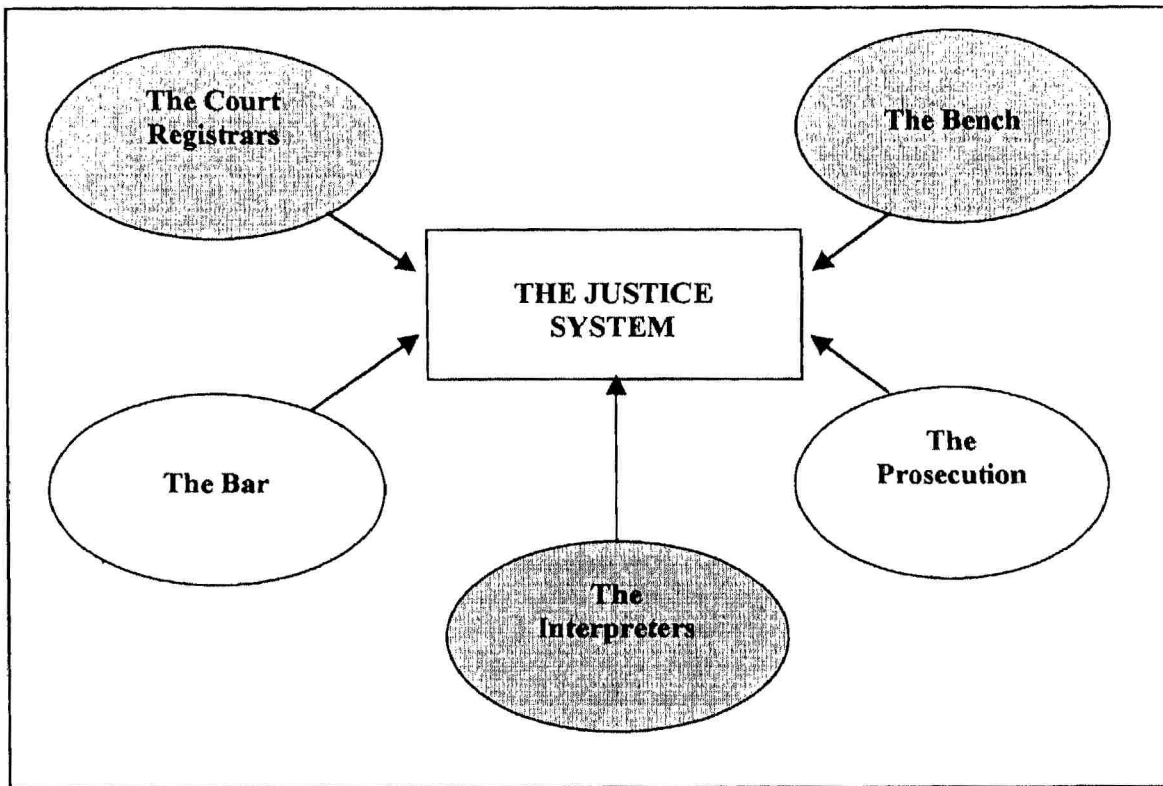 The Court
Registrars
The Bench
THE JUSTICE
SYSTEM
The Bar
The
Prosecution
The
Interpreters